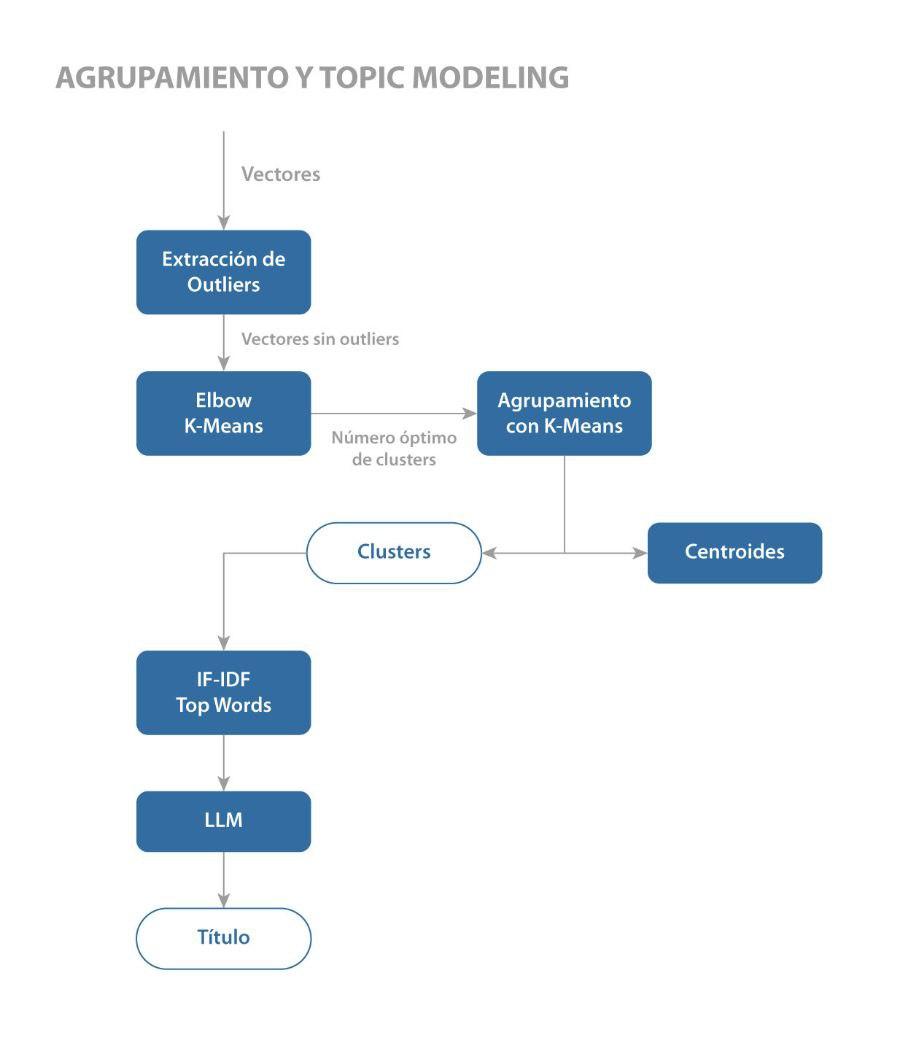 AGRUPAMIENTO Y TOPIC MODELING
Vectores
Extracción de
Outliers
Vectores sin outliers
Elbow
K-Means
Número óptimo
de clusters
Agrupamiento
con K-Means
Clusters
Centroides
IF-IDF
Top Words
LLM
Título